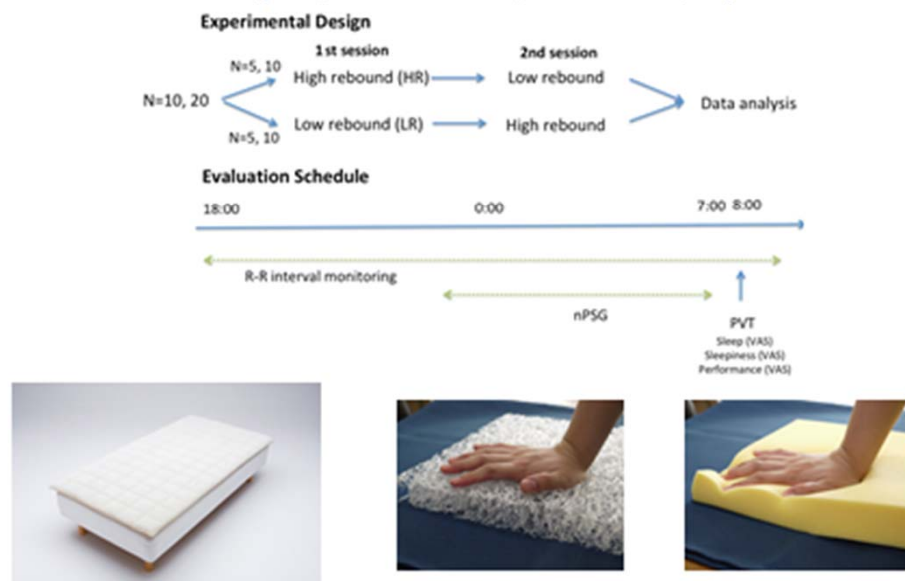 Experimental Design
1st session
2nd session
N=5, 10
High rebound (HR)
Low rebound
N=10, 20
Data analysis
Low rebound (LR)
High rebound
N=5, 10
Evaluation Schedule
18:00
0:00
7:00 8:00
R-R interval monitoring
nPSG
PVT
Sleep (VAS)
Sleepiness (VAS)
Performance (VAS)